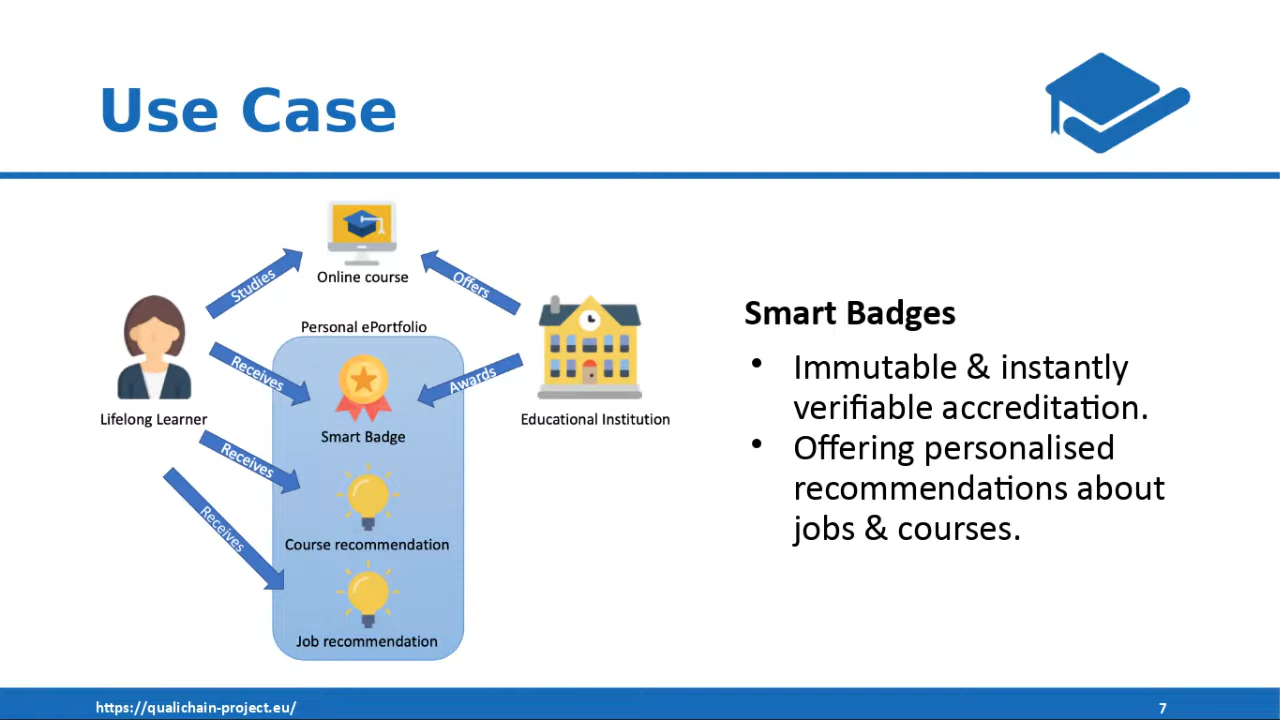 Use Case
Studies
Online course
Offers
Personal ePortfolio
Receives
Awards
Lifelong Learner
Smart Badge
Educational Institution
Receives
Course recommendation
Receives
Job recommendation
Smart Badges
• Immutable & instantly
verifiable accreditation.
• Offering personalised
recommendations about
jobs & courses.
https://qualichain-project.eu/
7